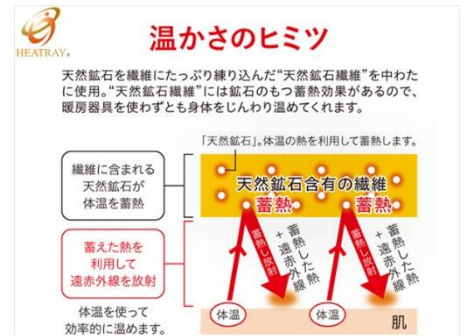 HEATRAY®
温かさのヒミツ
天然鉱石を繊維にたっぷり練り込んだ“天然鉱石繊維”を中わた
に使用。“天然鉱石繊維”には鉱石のもつ蓄熱効果があるので、
暖房器具を使わずとも身体をじんわり温めてくれます。
「天然鉱石」。体温の熱を利用して蓄熱します。
繊維に含まれる
天然鉱石が
体温を蓄熱
天然鉱石含有の繊維
蓄熱
蓄熱
蓄えた熱を
利用して
遠赤外線を放射
蓄熱し放射
蓄熱した熱
+
遠赤外線
蓄熱し放射
蓄熱した熱
+
遠赤外線
体温を使って
効率的に温めます。
体温
体温
肌